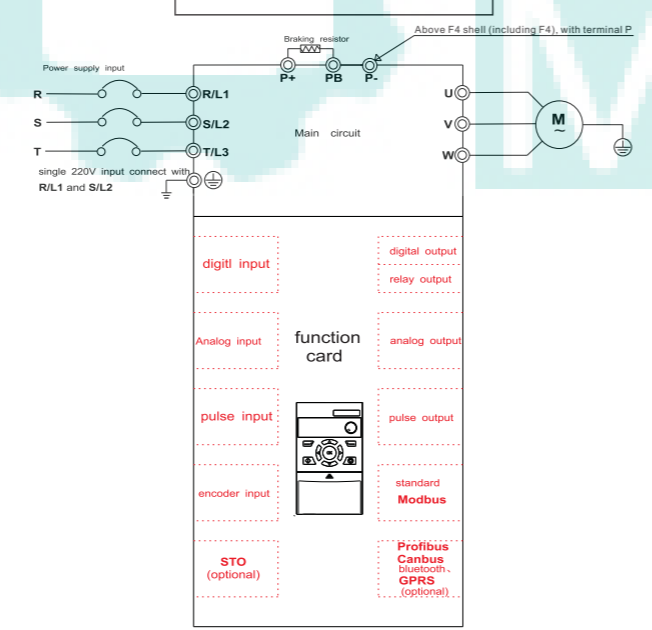 Above F4 shell (including F4), with terminal P
Braking resistor
P+ PB P-
Power supply input
R R/L1
S S/L2
T T/L3
single 220V input connect with
R/L1 and S/L2
Main circuit
U
V
W
M
~
digitl input
digital output
relay output
Analog input
function
card
analog output
pulse input
pulse output
encoder input
standard
Modbus
STO
(optional)
Profibus
Canbus
bluetooth、
GPRS
(optional)